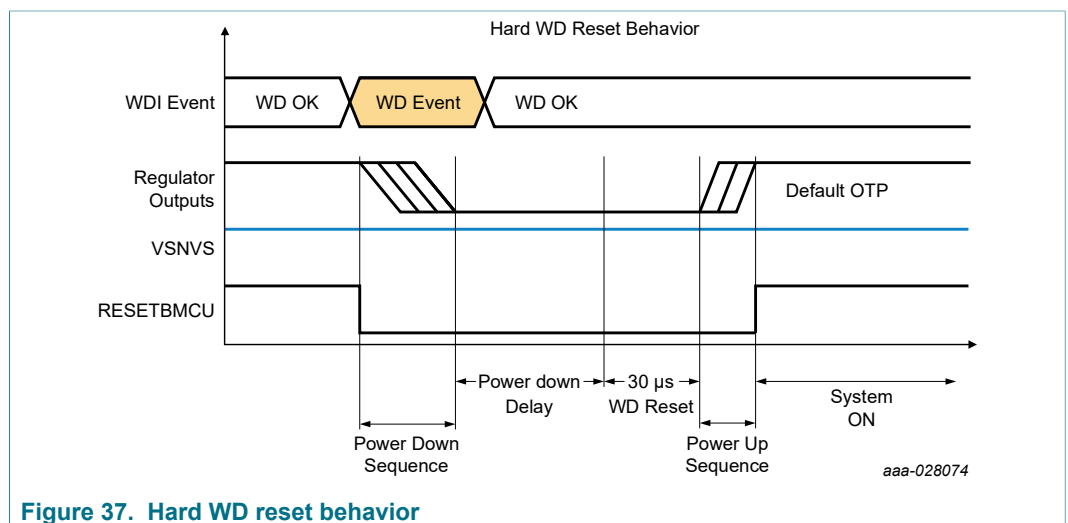 Hard WD Reset Behavior
WDI Event
WD OK
WD Event
WD OK
Regulator
Outputs
Default OTP
VSNVS
RESETBMCU
Power down
Delay
30 µs
WD Reset
System
ON
Power Down
Sequence
Power Up
Sequence
aaa-028074
Figure 37. Hard WD reset behavior